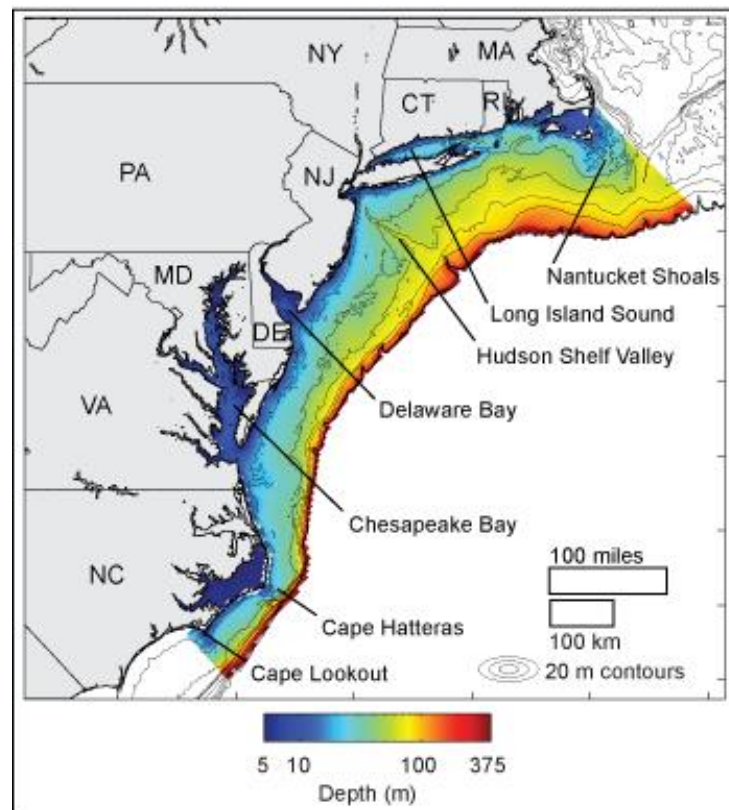 NY
MA
CT
RI
PA
NJ
MD
DE
Nantucket Shoals
Long Island Sound
Hudson Shelf Valley
VA
Delaware Bay
Chesapeake Bay
NC
100 miles
100 km
Cape Hatteras
Cape Lookout
20 m contours
5 10 100 375
Depth (m)